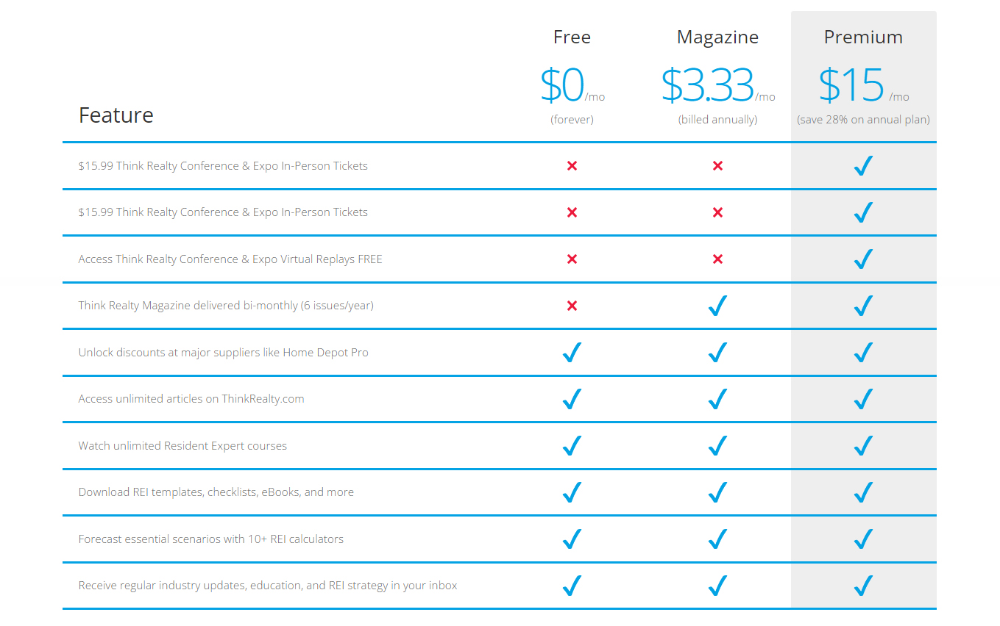 Free Magazine Premium
$0/mo $3.33/mo $15 /mo
Feature (forever) (billed annually) (save 28% on annual plan)
$15.99 Think Realty Conference & Expo In-Person Tickets
$15.99 Think Realty Conference & Expo In-Person Tickets
Access Think Realty Conference & Expo Virtual Replays FREE
Think Realty Magazine delivered bi-monthly (6 issues/year)
Unlock discounts at major suppliers like Home Depot Pro
Access unlimited articles on ThinkRealty.com
Watch unlimited Resident Expert courses
Download REI templates, checklists, eBooks, and more
Forecast essential scenarios with 10+ REI calculators
Receive regular industry updates, education, and REI strategy in your inbox